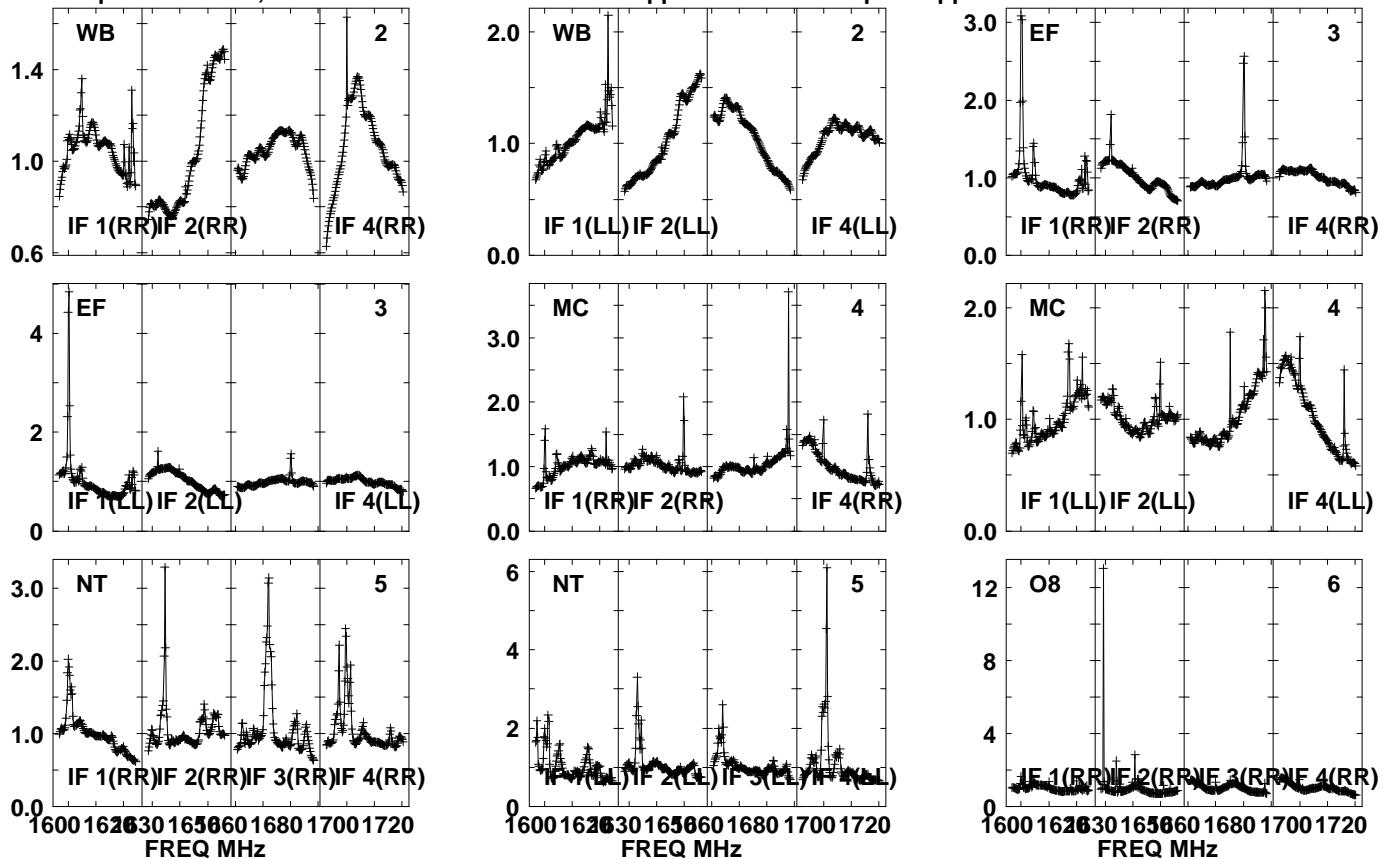 WB 2
1.4
1.0
0.6
IF 1(RR) IF 2(RR) IF 4(RR)
WB 2
2.0
1.0
0.0
IF 1(LL) IF 2(LL) IF 4(LL)
EF 3
3.0
2.0
1.0
0.0
IF 1(RR) IF 2(RR) IF 4(RR)
EF 3
4
2
0
IF 1(LL) IF 2(LL) IF 4(LL)
MC 4
3.0
2.0
1.0
0.0
IF 1(RR) IF 2(RR) IF 4(RR)
MC 4
2.0
1.0
0.0
IF 1(LL) IF 2(LL) IF 4(LL)
NT 5
3.0
2.0
1.0
0.0
IF 1(RR) IF 2(RR) IF 3(RR) IF 4(RR)
1600 1620 1630 1650 1660 1700 1720
FREQ MHz
NT 5
6
4
2
0
IF 1(LL) IF 2(LL) IF 3(LL) IF 4(LL)
1600 1620 1630 1650 1660 1700 1720
FREQ MHz
O8 6
12
8
4
0
IF 1(RR) IF 2(RR) IF 3(RR) IF 4(RR)
1600 1620 1630 1650 1660 1700 1720
FREQ MHz